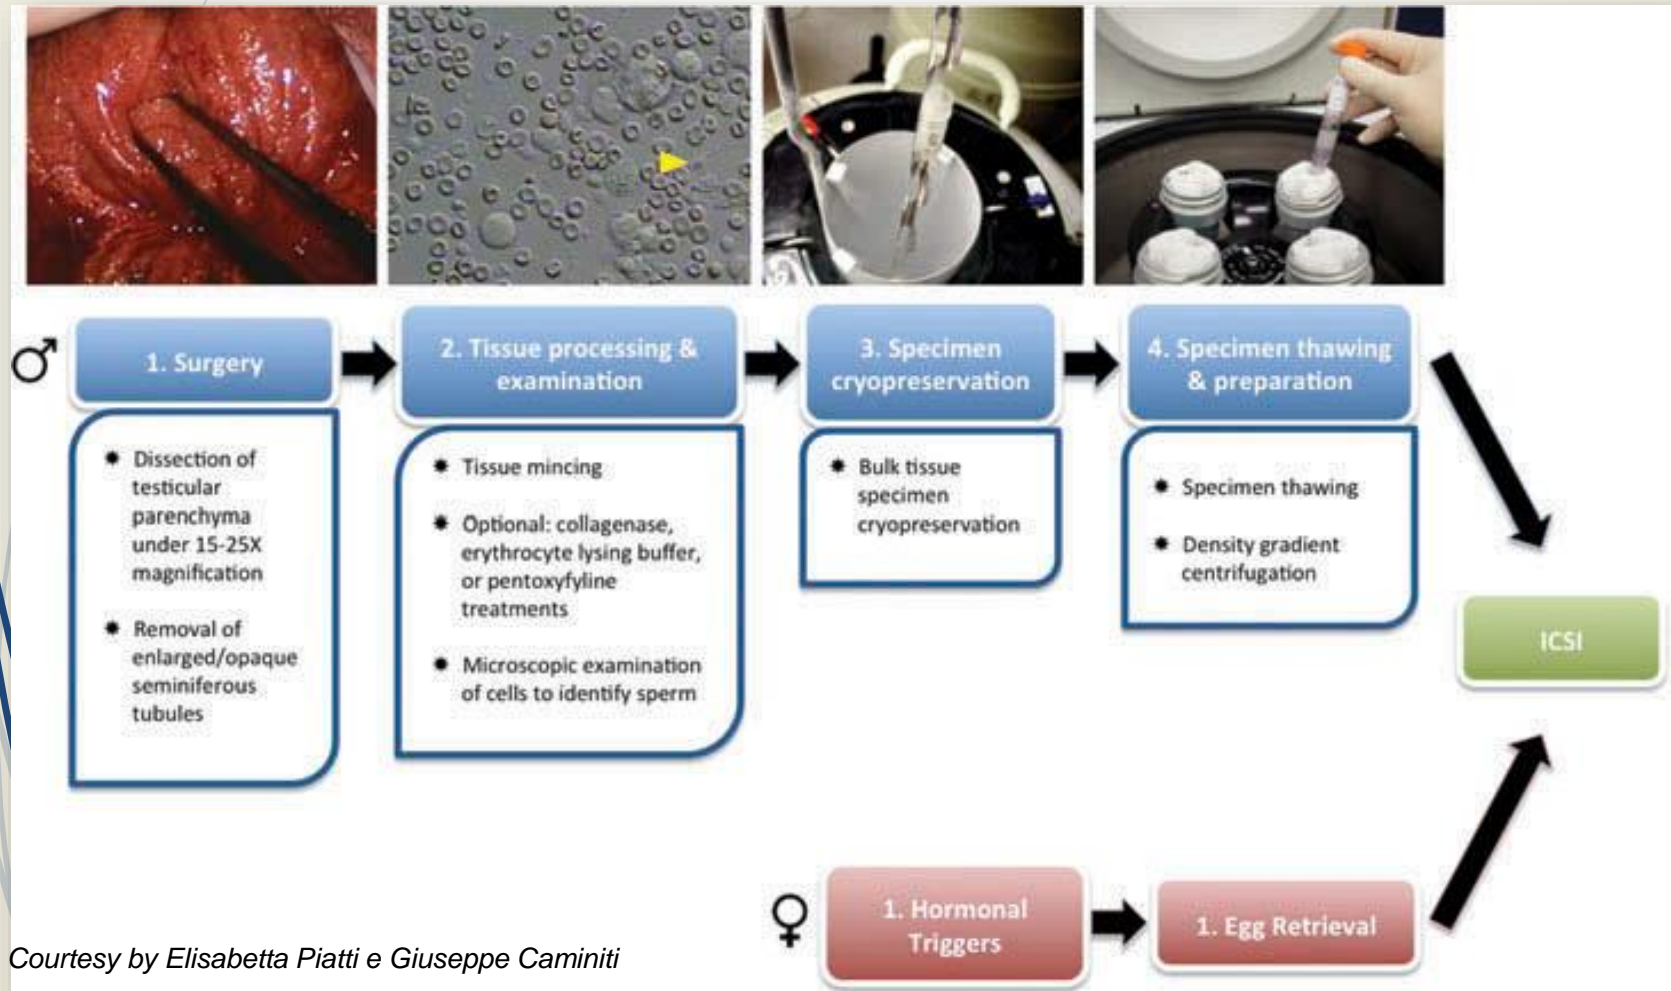 ♂
1. Surgery
Dissection of
testicular
parenchyma
under 15-25X
magnification
Removal of
enlarged/opaque
seminiferous
tubules
2. Tissue processing &
examination
Tissue mincing
Optional: collagenase,
erythrocyte lysing buffer,
or pentoxyfyline
treatments
Microscopic examination
of cells to identify sperm
3. Specimen
cryopreservation
Bulk tissue
specimen
cryopreservation
4. Specimen thawing
& preparation
Specimen thawing
Density gradient
centrifugation
ICSI
♀
1. Hormonal
Triggers
1. Egg Retrieval
Courtesy by Elisabetta Piatti e Giuseppe Caminiti